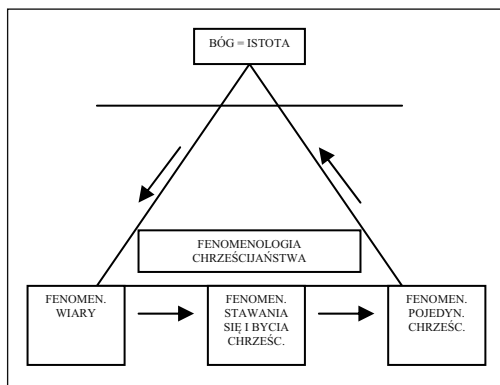 BÓG = ISTOTA
FENOMENOLOGIA
CHRZEŚCIJAŃSTWA
FENOMEN.
WIARY
FENOMEN.
STAWANIA
SIĘ I BYCIA
CHRZEŚC.
FENOMEN.
POJEDYN.
CHRZEŚC.